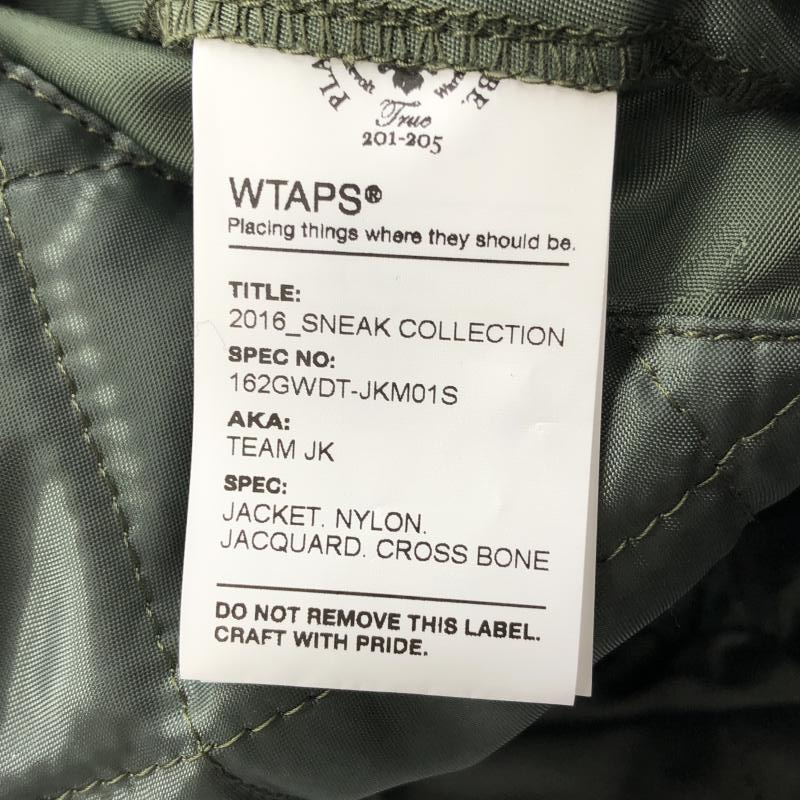 True
201-205
WTAPS®
Placing things where they should be.
TITLE:
2016_SNEAK COLLECTION
SPEC NO:
162GWDT-JKM01S
AKA:
TEAM JK
SPEC:
JACKET. NYLON.
JACQUARD. CROSS BONE
DO NOT REMOVE THIS LABEL.
CRAFT WITH PRIDE.